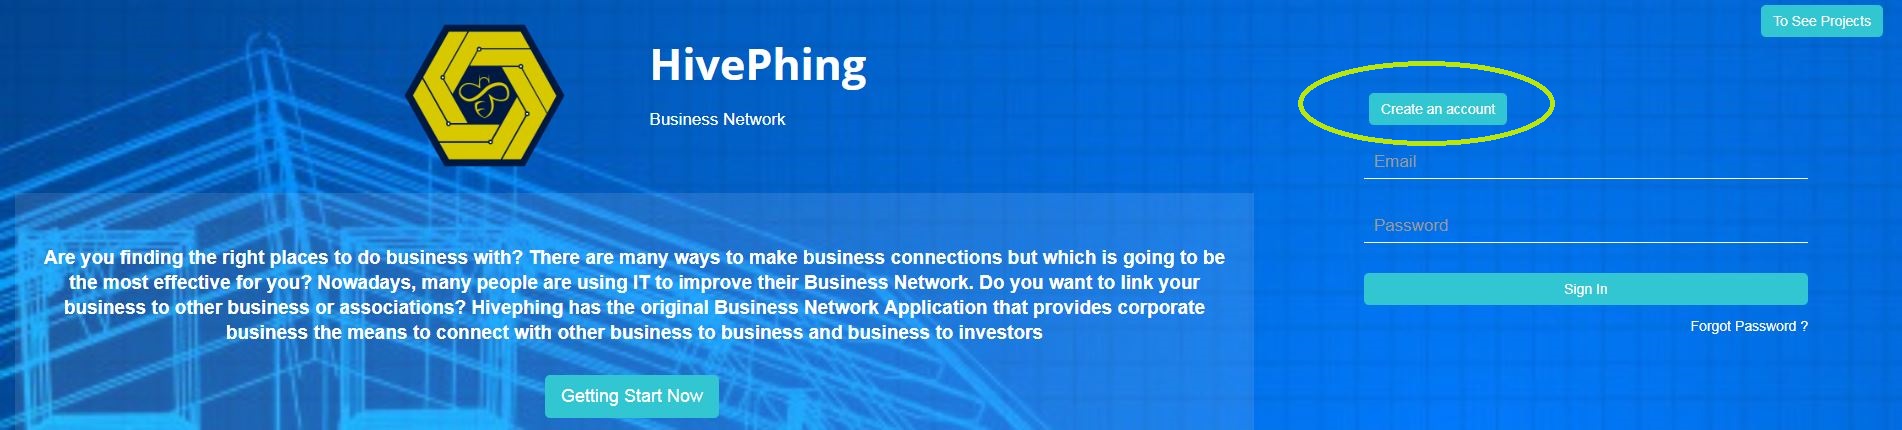 To See Projects
HivePhing
Business Network
Create an account
Email
Password
Sign In
Forgot Password ?
Are you finding the right places to do business with? There are many ways to make business connections but which is going to be
the most effective for you? Nowadays, many people are using IT to improve their Business Network. Do you want to link your
business to other business or associations? Hivephing has the original Business Network Application that provides corporate
business the means to connect with other business to business and business to investors
Getting Start Now